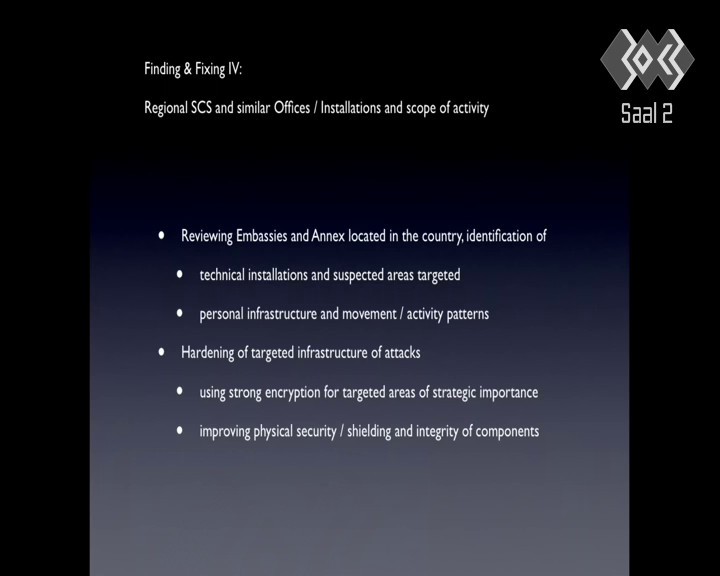 Finding & Fixing IV:
Regional SCS and similar Offices / Installations and scope of activity
Saal 2
• Reviewing Embassies and Annex located in the country, identification of
• technical installations and suspected areas targeted
• personal infrastructure and movement / activity patterns
• Hardening of targeted infrastructure of attacks
• using strong encryption for targeted areas of strategic importance
• improving physical security / shielding and integrity of components